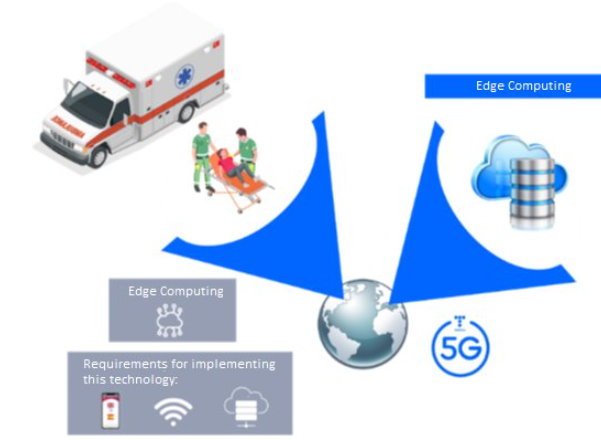 Edge Computing
Edge Computing
5G
Requirements for implementing
this technology: